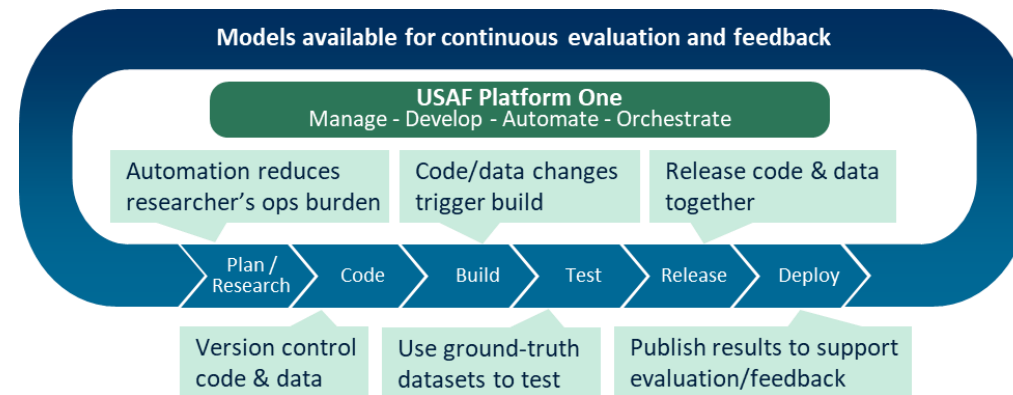 Models available for continuous evaluation and feedback
USAF Platform One
Manage - Develop - Automate - Orchestrate
Automation reduces
researcher's ops burden
Code/data changes
trigger build
Release code & data
together
Plan /
Research
Code
Build
Test
Release
Deploy
Version control
code & data
Use ground-truth
datasets to test
Publish results to support
evaluation/feedback